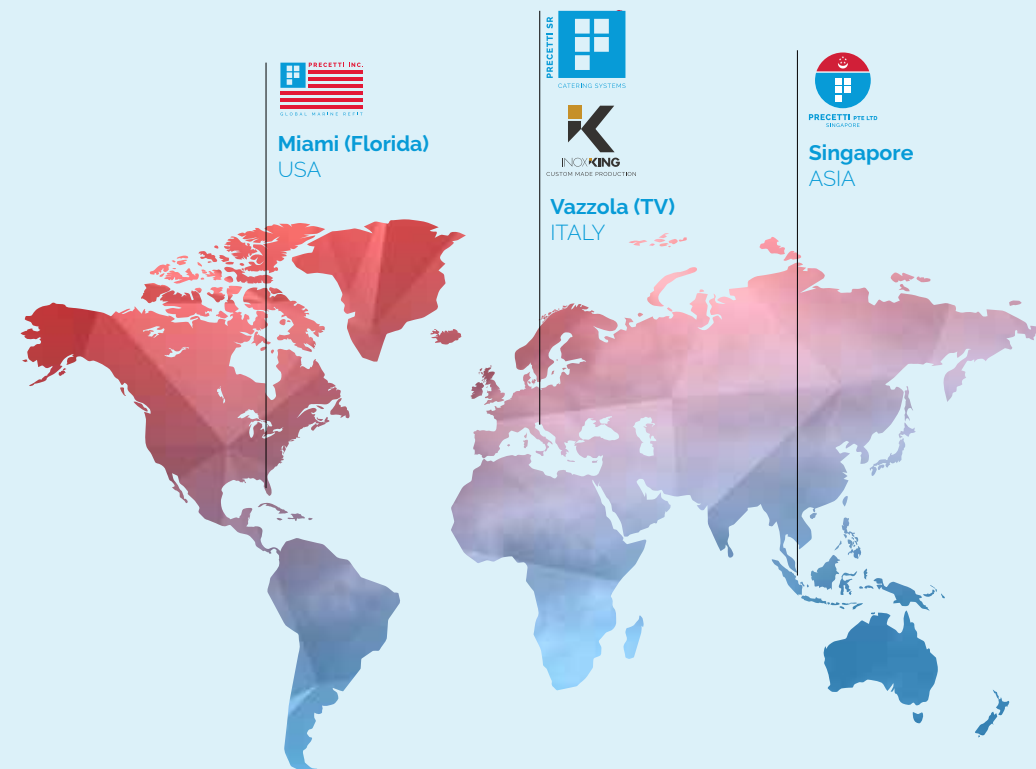 PRECETTI INC.
GLOBAL MARINE REFIT
Miami (Florida)
USA
PRECETTI SR
CATERING SYSTEMS
INOXKING
CUSTOM MADE PRODUCTION
Vazzola (TV)
ITALY
PRECETTI PTE LTD
SINGAPORE
Singapore
ASIA